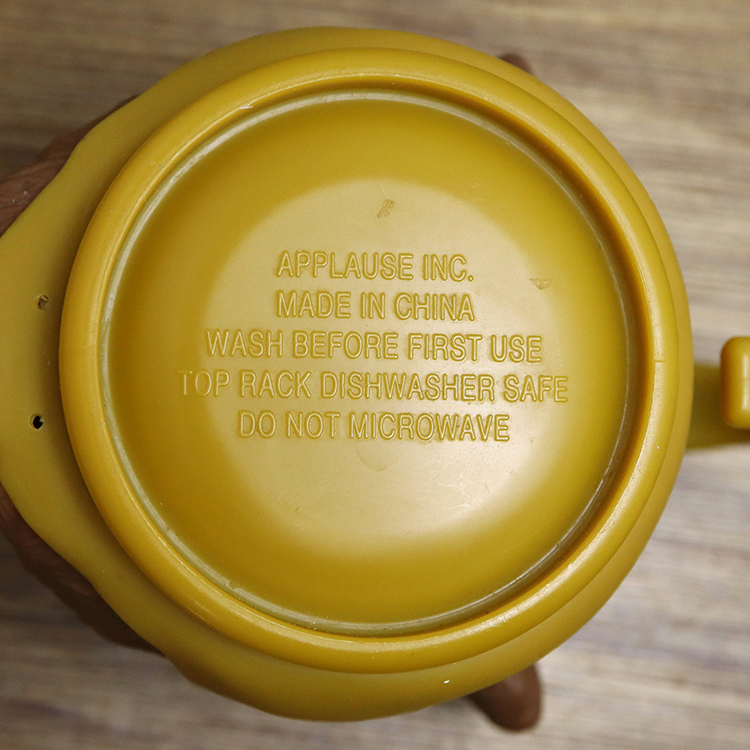 APPLAUSE INC.
MADE IN CHINA
WASH BEFORE FIRST USE
TOP RACK DISHWASHER SAFE
DO NOT MICROWAVE